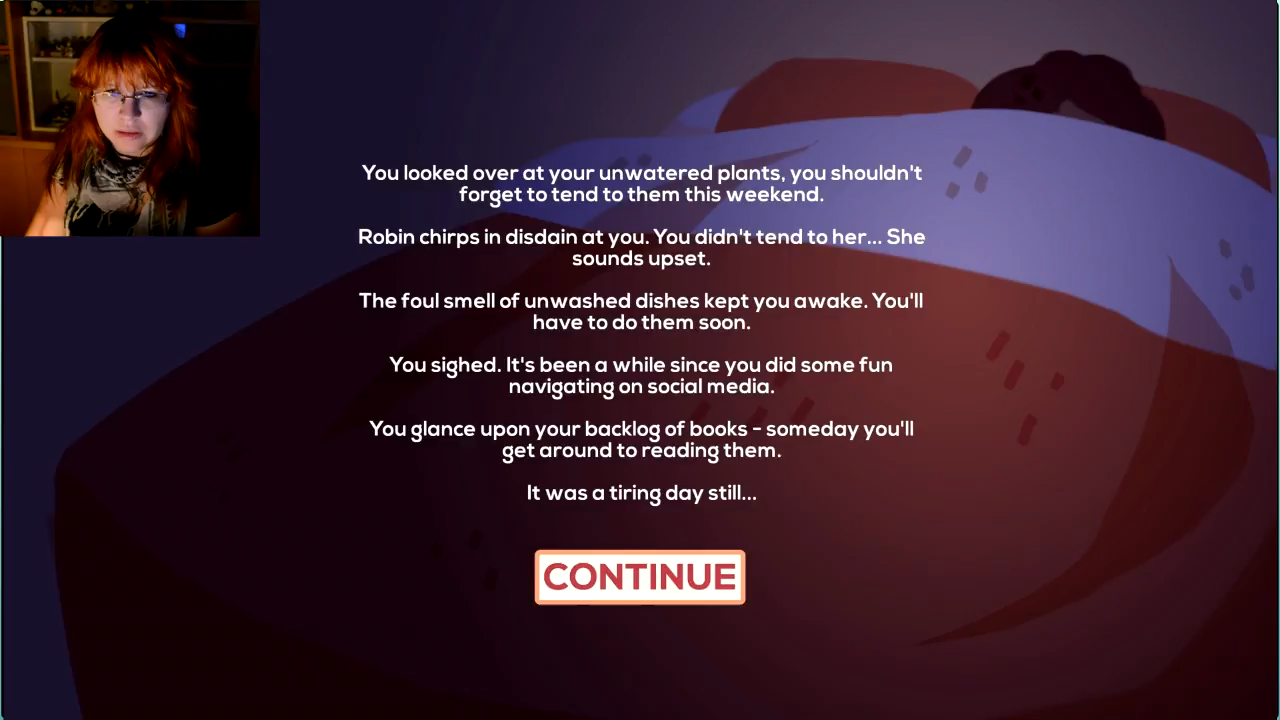 You looked over at your unwatered plants, you shouldn't
forget to tend to them this weekend.
Robin chirps in disdain at you. You didn't tend to her... She
sounds upset.
The foul smell of unwashed dishes kept you awake. You'll
have to do them soon.
You sighed. It's been a while since you did some fun
navigating on social media.
You glance upon your backlog of books - someday you'll
get around to reading them.
It was a tiring day still...
CONTINUE